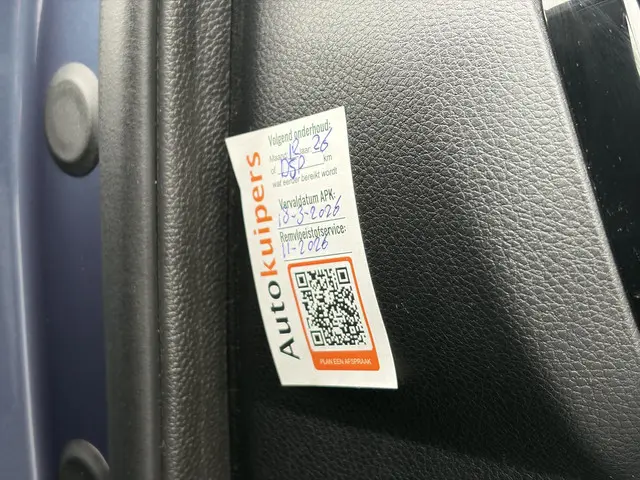 Autokuipers
Volgend onderhoud:
Maand: 12 jaar: 26
of km
wat eerder bereikt wordt
Vervaldatum APK:
18-3-2026
Remvloeistofservice:
11-2026
PLAN EEN AFSPRAAK